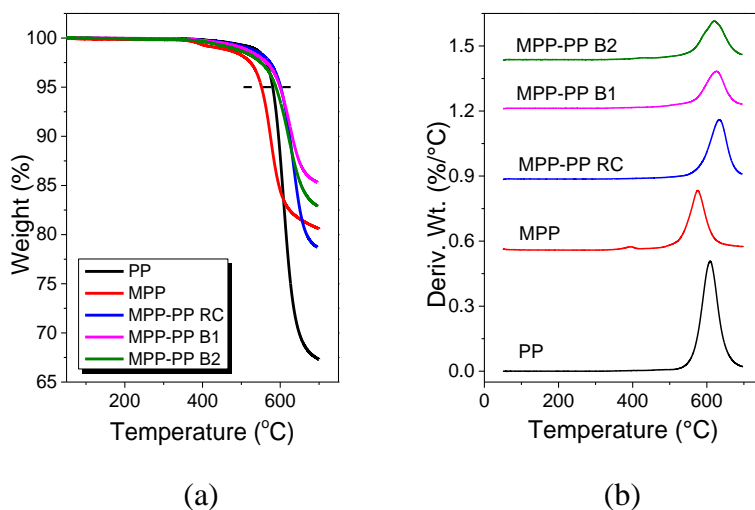 100
95
90
85
80
75
70
65
Weight (%)
PP
MPP
MPP-PP RC
MPP-PP B1
MPP-PP B2
200 400 600
Temperature (°C)
(a)
1.5
1.2
0.9
0.6
0.3
0.0
Deriv. Wt. (%/°C)
MPP-PP B2
MPP-PP B1
MPP-PP RC
MPP
PP
0 200 400 600
Temperature (°C)
(b)